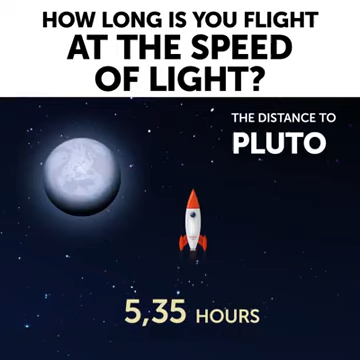 HOW LONG IS YOU FLIGHT
AT THE SPEED
OF LIGHT?
THE DISTANCE TO
PLUTO
5,35 HOURS